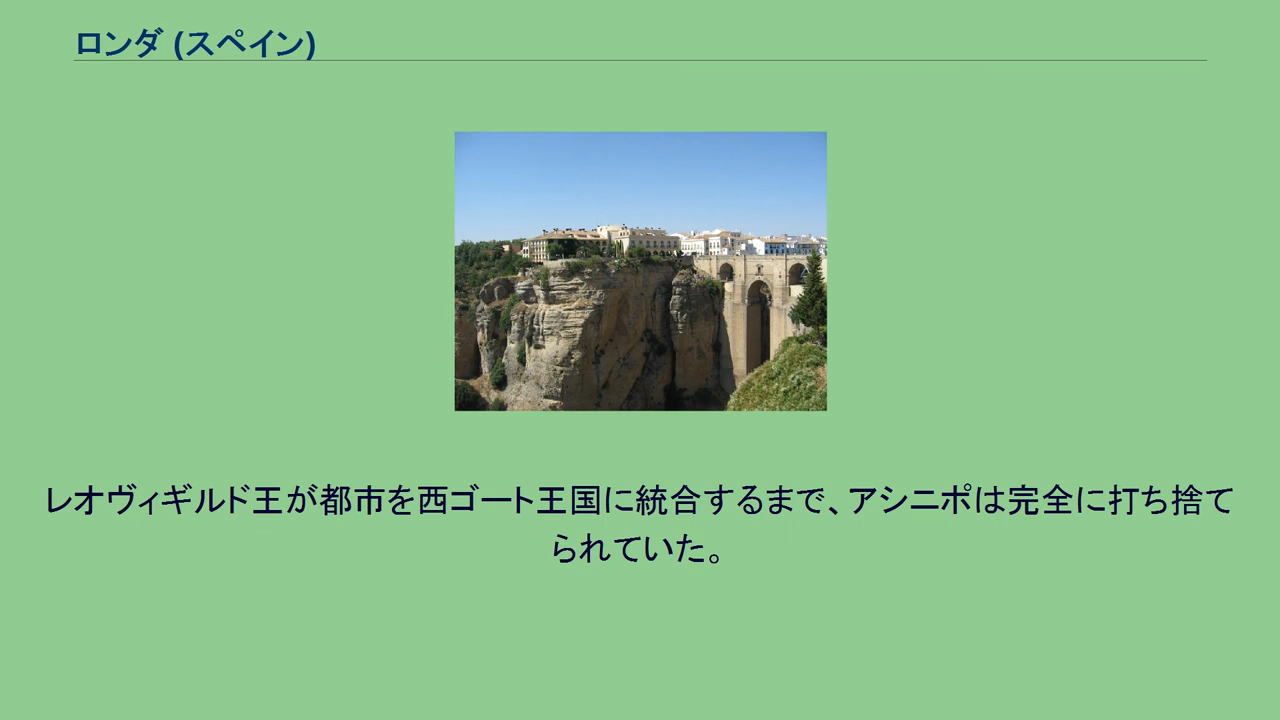 ロンダ (スペイン)
レオヴィギルド王が都市を西ゴート王国に統合するまで、アシニポは完全に打ち捨て
られていた。